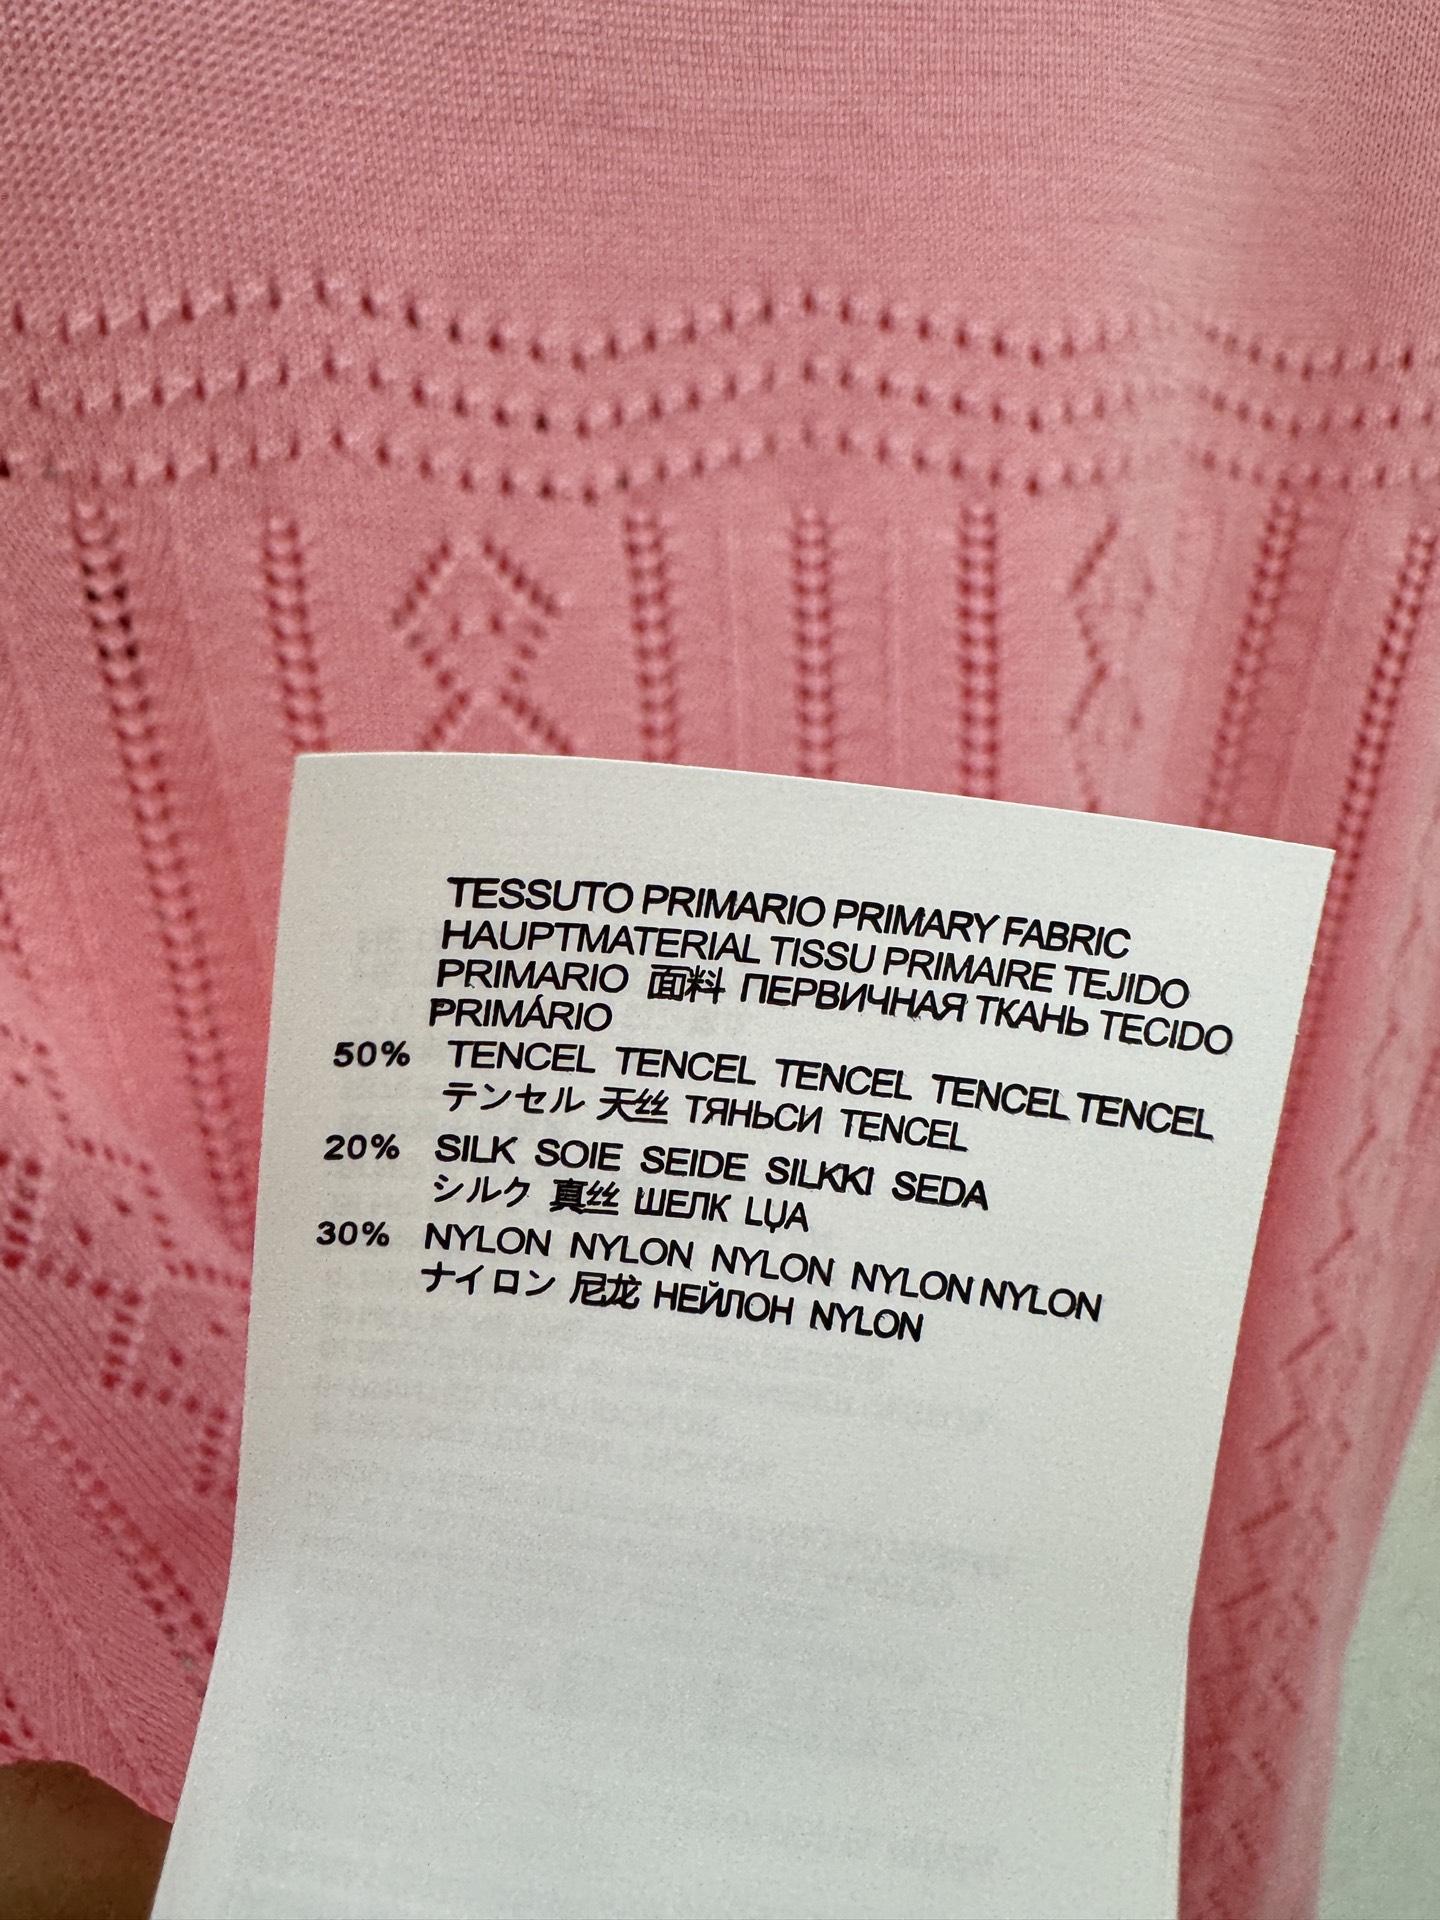 TESSUTO PRIMARIO PRIMARY FABRIC
HAUPTMATERIAL TISSU PRIMAIRE TEJIDO
PRIMARIO 面料 ПЕРВИЧНАЯ ТКАНЬ TECIDO
PRIMÁRIO
50% TENCEL TENCEL TENCEL TENCEL TENCEL
テンセル 天丝 ТЯНЬСИ TENCEL
20% SILK SOIE SEIDE SILKKI SEDA
シルク 真丝 ШЕЛК LỤA
30% NYLON NYLON NYLON NYLON NYLON
ナイロン 尼龙 НЕЙЛОН NYLON